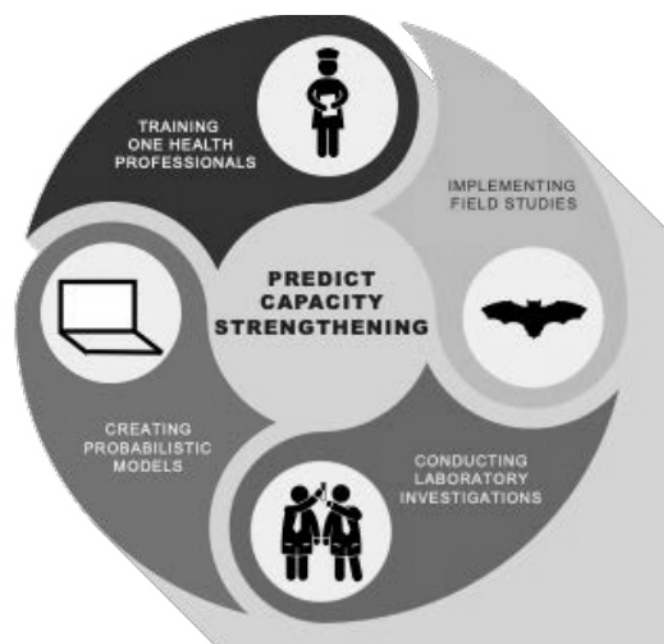 TRAINING
ONE HEALTH
PROFESSIONALS
IMPLEMENTING
FIELD STUDIES
PREDICT
CAPACITY
STRENGTHENING
CREATING
PROBABILISTIC
MODELS
CONDUCTING
LABORATORY
INVESTIGATIONS